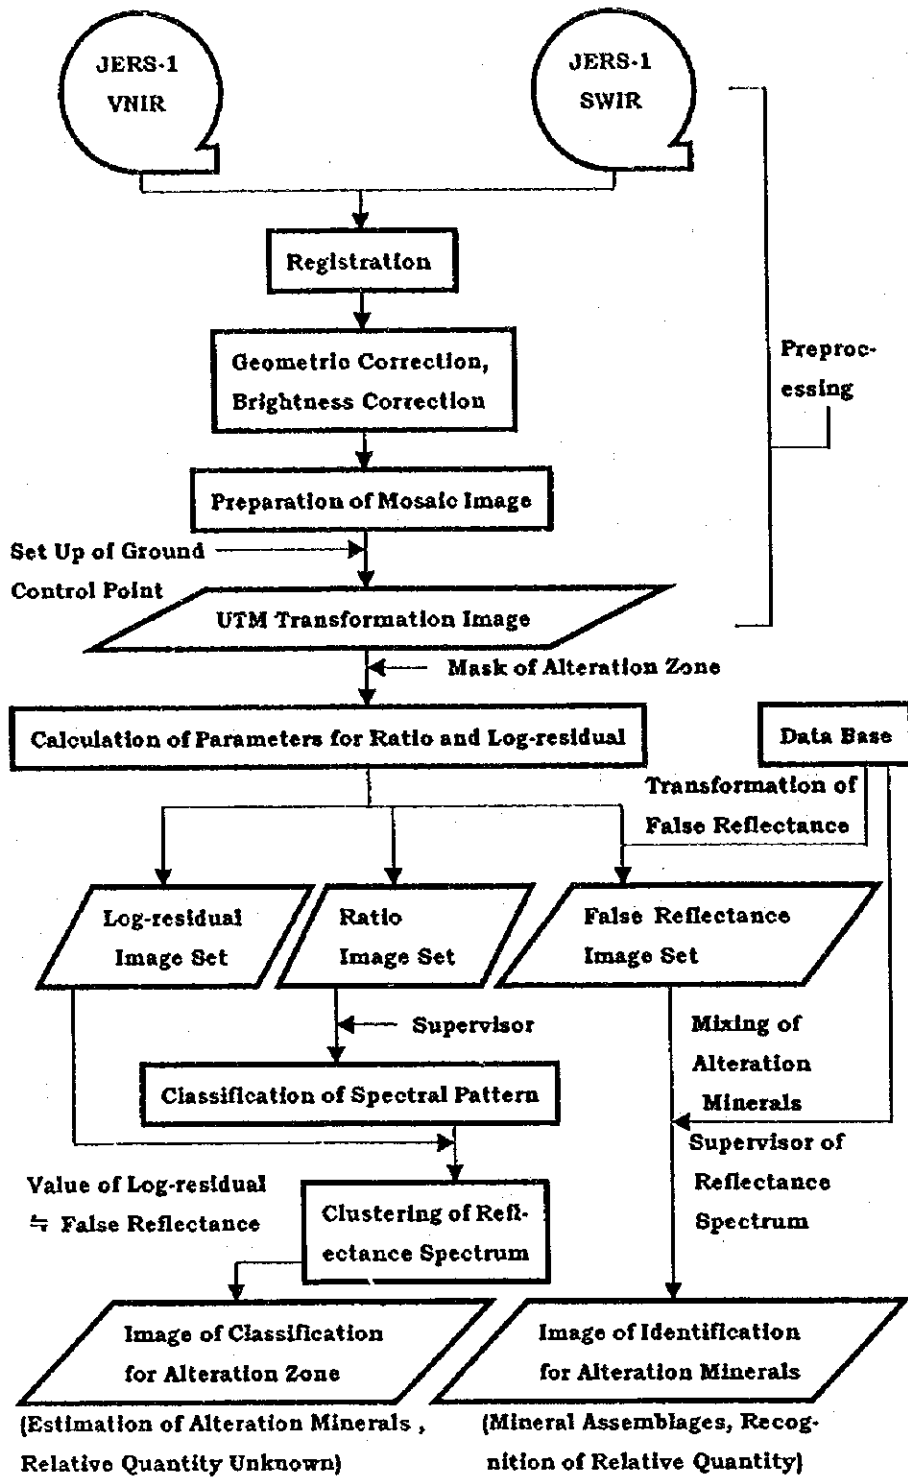 JERS-1
VNIR
JERS-1
SWIR
Registration
Geometric Correction,
Brightness Correction
Preproc-
essing
Preparation of Mosaic Image
Set Up of Ground
Control Point
UTM Transformation Image
Mask of Alteration Zone
Calculation of Parameters for Ratio and Log-residual
Data Base
Transformation of
False Reflectance
Log-residual
Image Set
Ratio
Image Set
False Reflectance
Image Set
Supervisor
Mixing of
Alteration
Minerals
Classification of Spectral Pattern
Supervisor of
Reflectance
Spectrum
Value of Log-residual
≒ False Reflectance
Clustering of Refl-
ectance Spectrum
Image of Classification
for Alteration Zone
Image of Identification
for Alteration Minerals
(Estimation of Alteration Minerals ,
Relative Quantity Unknown)
(Mineral Assemblages, Recog-
nition of Relative Quantity)